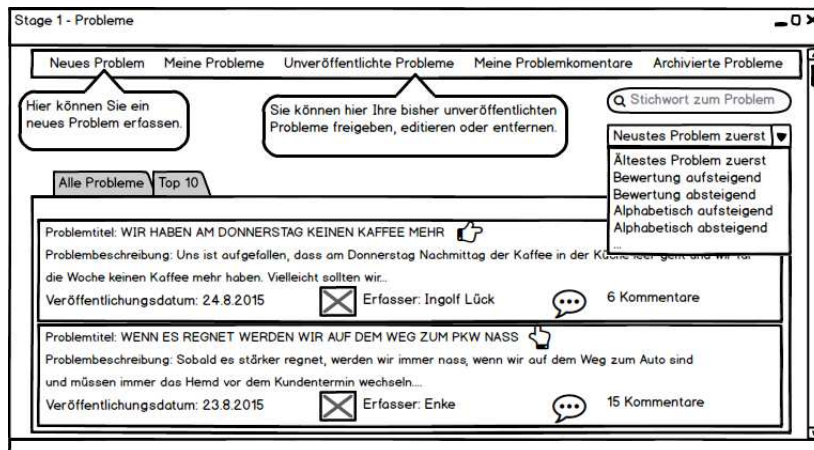 Stage 1 - Probleme
Neues Problem Meine Probleme Unveröffentlichte Probleme Meine Problemkomentare Archivierte Probleme
Hier können Sie ein
neues Problem erfassen.
Sie können hier Ihre bisher unveröffentlichten
Probleme freigeben, editieren oder entfernen.
Stichwort zum Problem
Neustes Problem zuerst
Ältestes Problem zuerst
Bewertung aufsteigend
Bewertung absteigend
Alphabetisch aufsteigend
Alphabetisch absteigend
...
Alle Probleme Top 10
Problemtitel: WIR HABEN AM DONNERSTAG KEINEN KAFFEE MEHR
Problembeschreibung: Uns ist aufgefallen, dass am Donnerstag Nachmittag der Kaffee in der Küche leer geht und wir für
die Woche keinen Kaffee mehr haben. Vielleicht sollten wir...
Veröffentlichungsdatum: 24.8.2015 Erfasser: Ingolf Lück 6 Kommentare
Problemtitel: WENN ES REGNET WERDEN WIR AUF DEM WEG ZUM PKW NASS
Problembeschreibung: Sobald es stärker regnet, werden wir immer nass, wenn wir auf dem Weg zum Auto sind
und müssen immer das Hemd vor dem Kundentermin wechseln....
Veröffentlichungsdatum: 23.8.2015 Erfasser: Enke 15 Kommentare